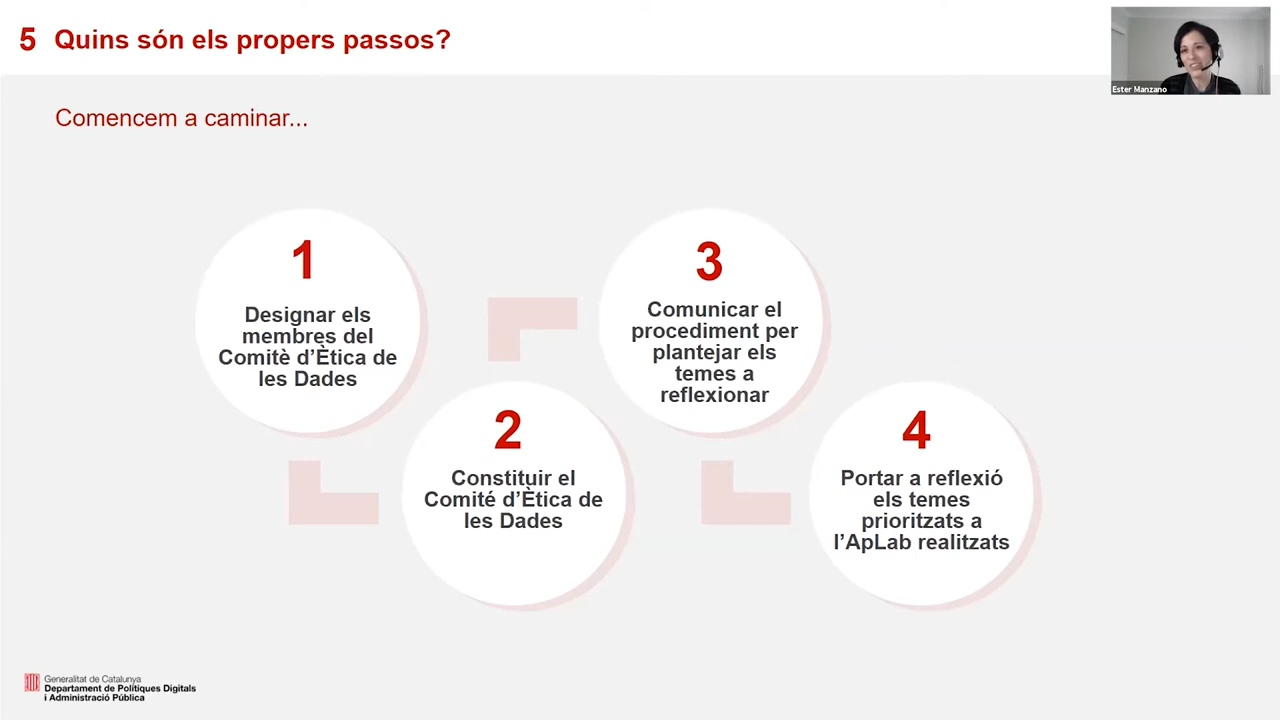 5 Quins són els propers passos?
Ester Manzano
Comencem a caminar...
1
Designar els
membres del
Comitè d’Ètica de
les Dades
2
Constituir el
Comité d’Ètica de
les Dades
3
Comunicar el
procediment per
plantejar els
temes a
reflexionar
4
Portar a reflexió
els temes
prioritzats a
l’ApLab realitzats
Generalitat de Catalunya
Departament de Polítiques Digitals
i Administració Pública